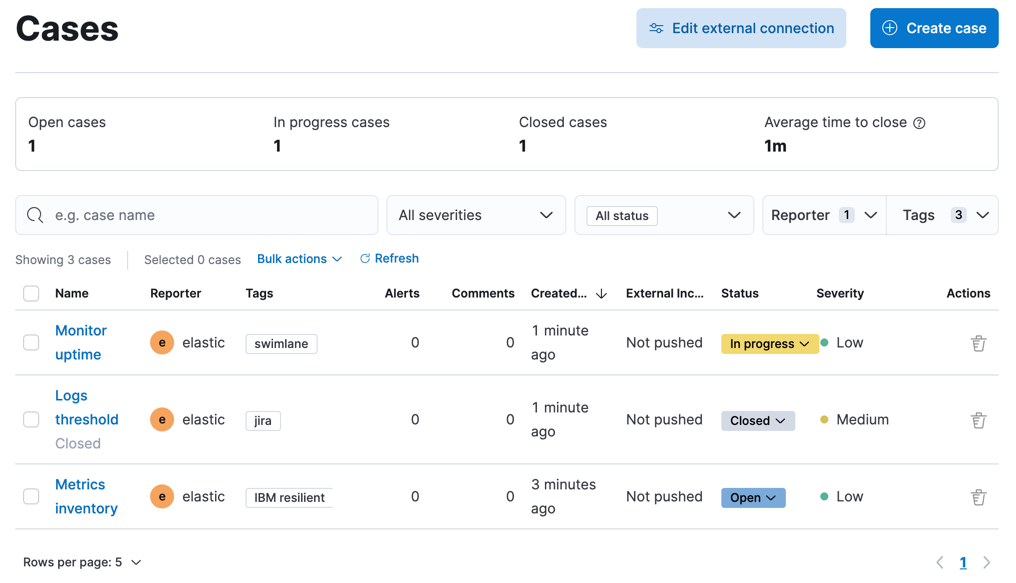 Cases
Edit external connection
Create case
Open cases
1
In progress cases
1
Closed cases
1
Average time to close
1m
e.g. case name
All severities
All status
Reporter 1
Tags 3
Showing 3 cases
Selected 0 cases
Bulk actions
Refresh
Name
Reporter
Tags
Alerts
Comments
Created...
External Inc...
Status
Severity
Actions
Monitor
uptime
e
elastic
swimlane
0
0
1 minute
ago
Not pushed
In progress
Low
Logs
threshold
Closed
e
elastic
jira
0
0
1 minute
ago
Not pushed
Closed
Medium
Metrics
inventory
e
elastic
IBM resilient
0
0
3 minutes
ago
Not pushed
Open
Low
Rows per page: 5
1